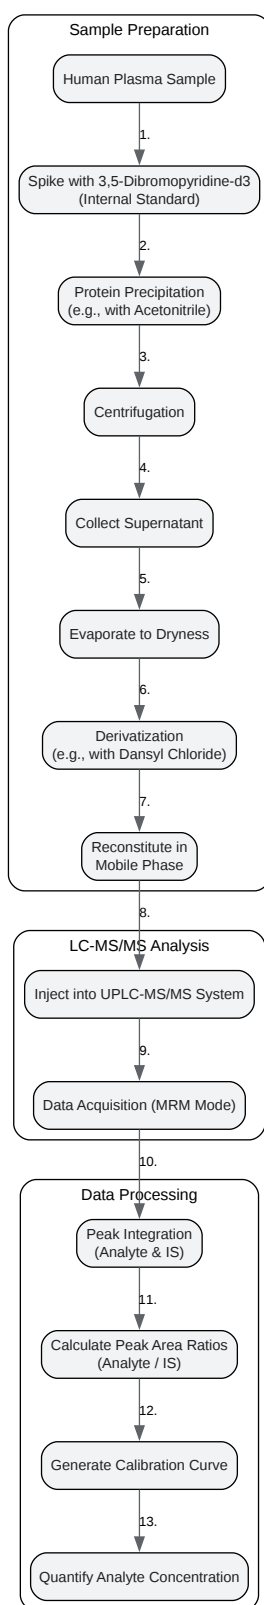 Sample Preparation
Human Plasma Sample
1.
Spike with 3,5-Dibromopyridine-d3
(Internal Standard)
2.
Protein Precipitation
(e.g., with Acetonitrile)
3.
Centrifugation
4.
Collect Supernatant
5.
Evaporate to Dryness
6.
Derivatization
(e.g., with Dansyl Chloride)
7.
Reconstitute in
Mobile Phase
8.
LC-MS/MS Analysis
Inject into UPLC-MS/MS System
9.
Data Acquisition (MRM Mode)
10.
Data Processing
Peak Integration
(Analyte & IS)
11.
Calculate Peak Area Ratios
(Analyte / IS)
12.
Generate Calibration Curve
13.
Quantify Analyte Concentration